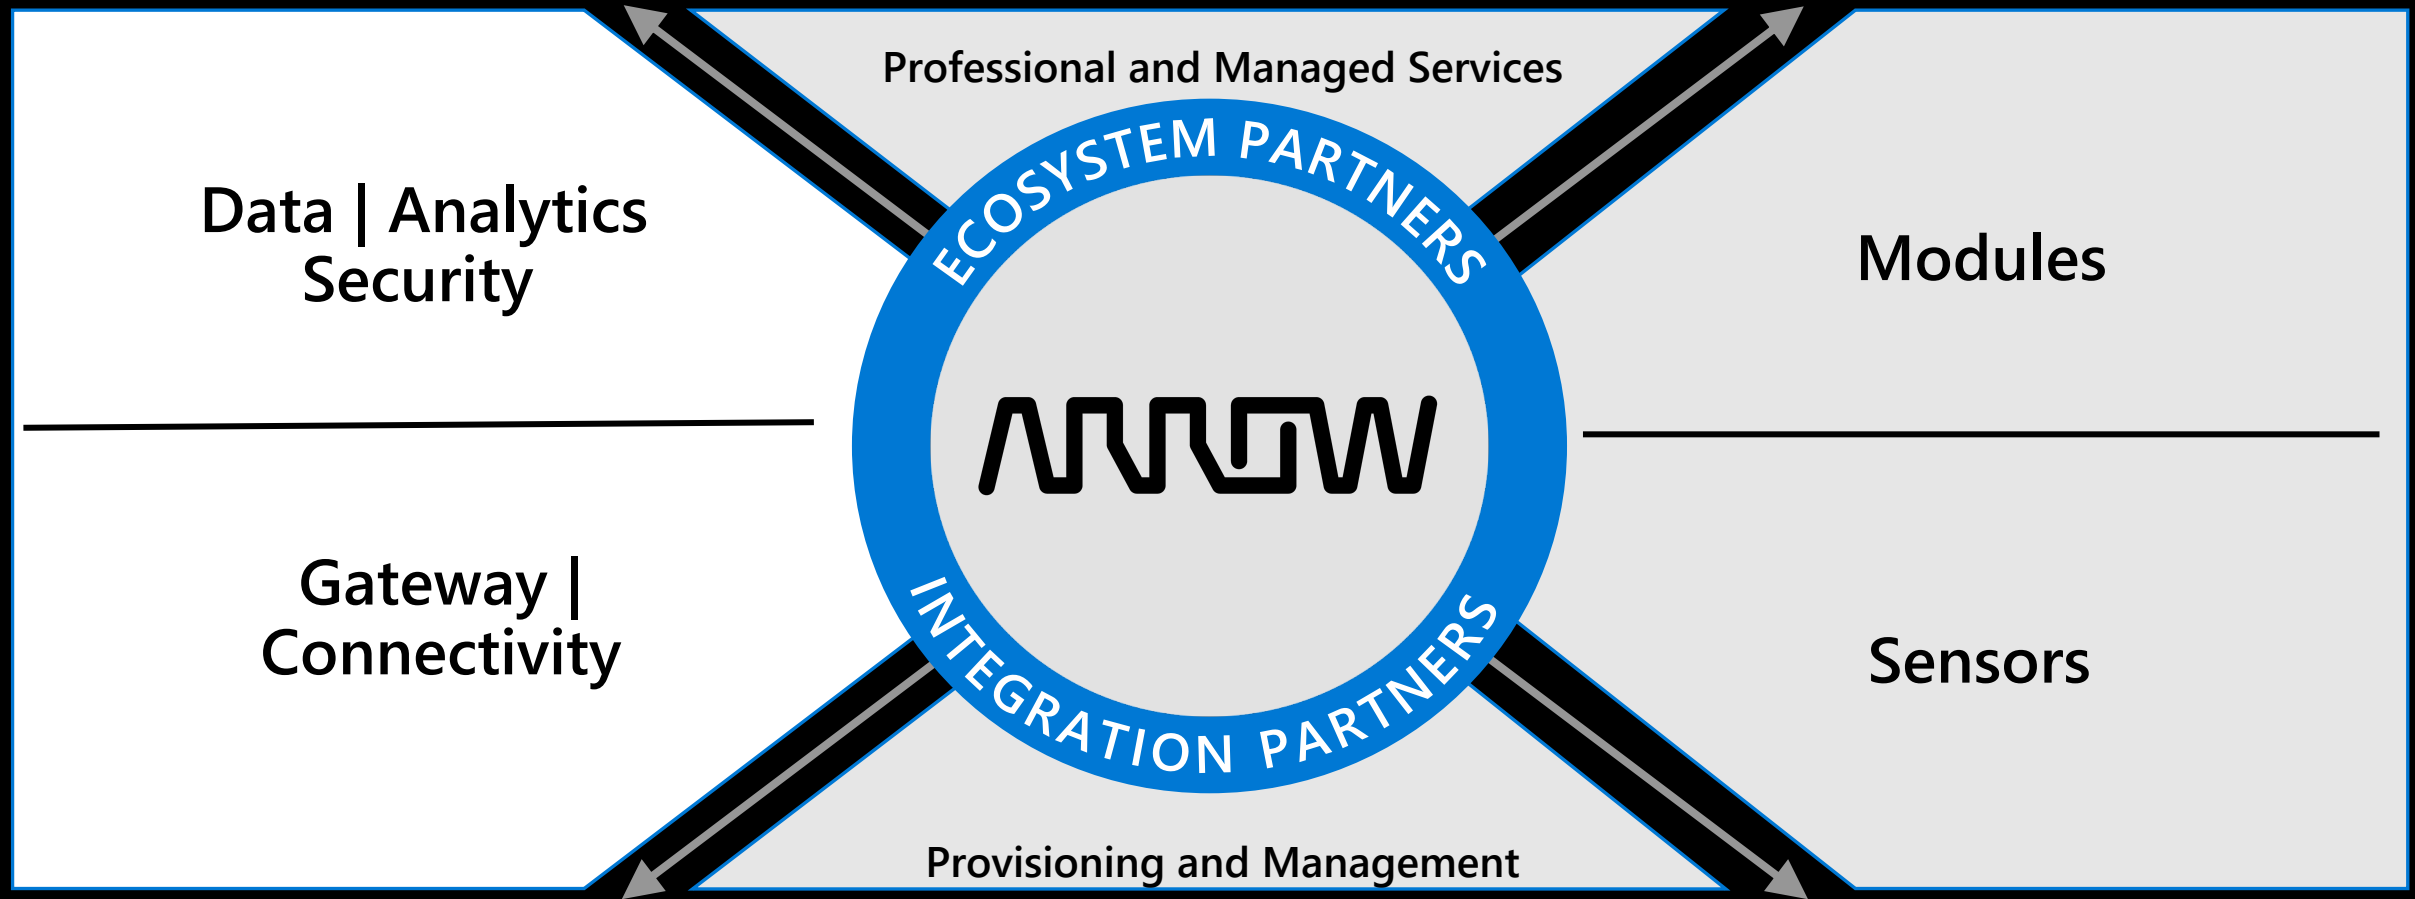 Professional and Managed Services
ECOSYSTEM PARTNERS
Data | Analytics
Security
Modules
ARROW
Gateway |
Connectivity
Sensors
INTEGRATION PARTNERS
Provisioning and Management